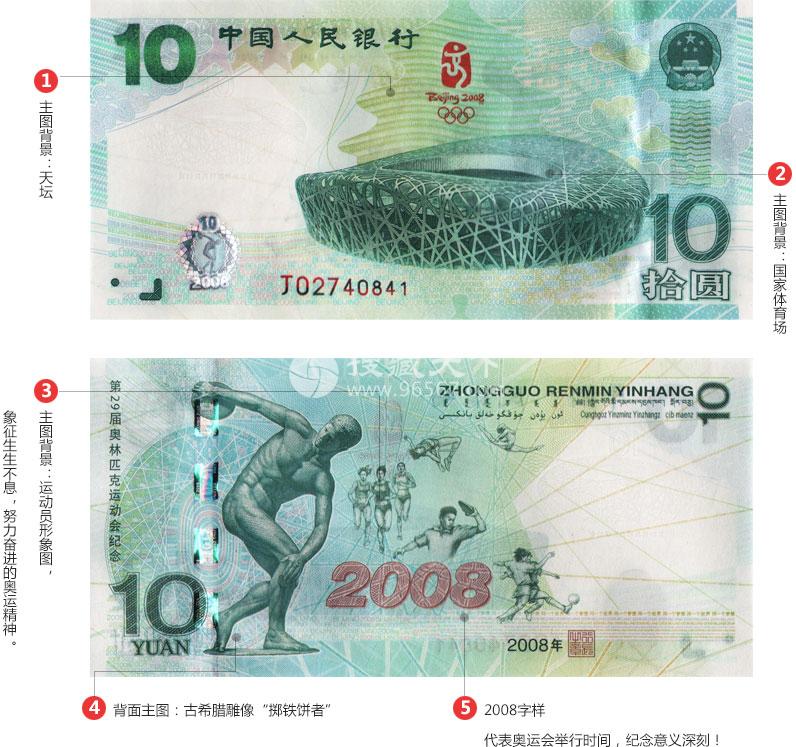 10
中国人民银行
1
主图背景：天坛
Beijing 2008
2
主图背景：国家体育场
10
2008
J02740841
10
拾圆
3
主图背景：运动员形象图，
象征生生不息，努力奋进的奥运精神。
第29届奥林匹克运动会纪念
搜藏天下
ZHONGGUO RENMIN YINHANG
10
Cunghgoz Yinzminz Yinzhangz cib maenz
2008
10
YUAN
2008年
4
背面主图：古希腊雕像“掷铁饼者”
5
2008字样
代表奥运会举行时间，纪念意义深刻！